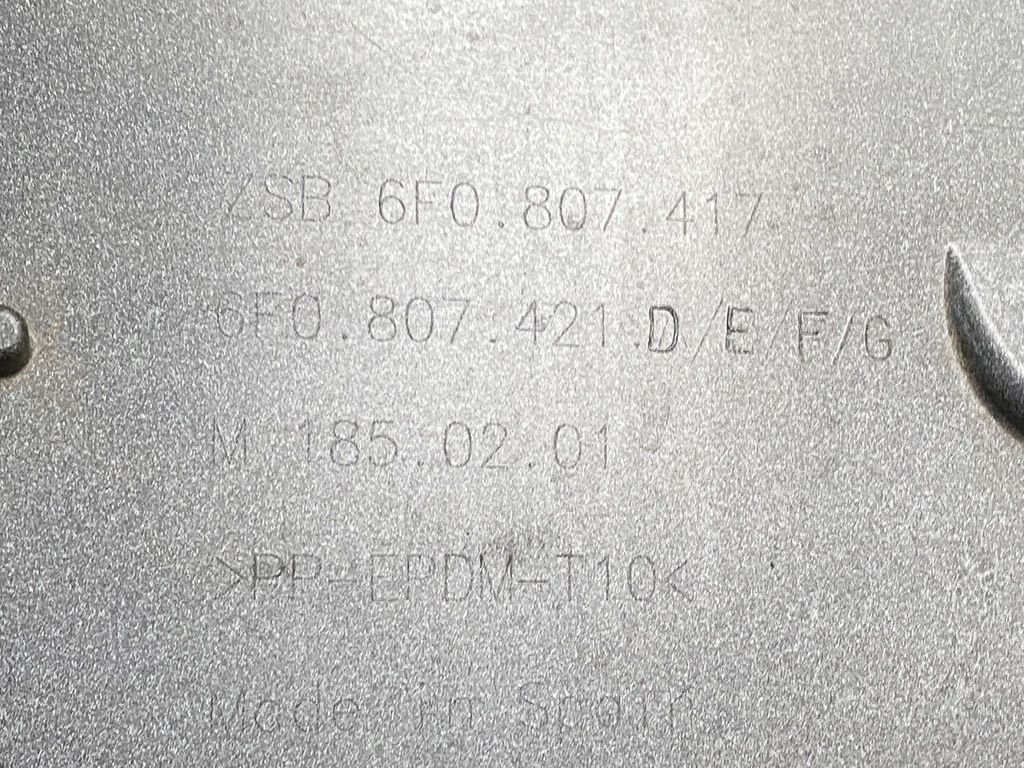 ZSB 6F0.807.417
6F0.807.421.D/E/F/G
M 185.02.01
>PP-EPDM-T10<
Made in Spain